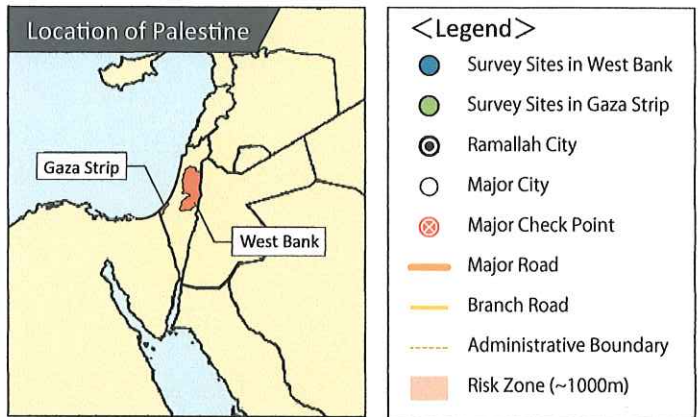 Location of Palestine
Gaza Strip
West Bank
＜Legend＞
Survey Sites in West Bank
Survey Sites in Gaza Strip
Ramallah City
Major City
Major Check Point
Major Road
Branch Road
Administrative Boundary
Risk Zone (~1000m)